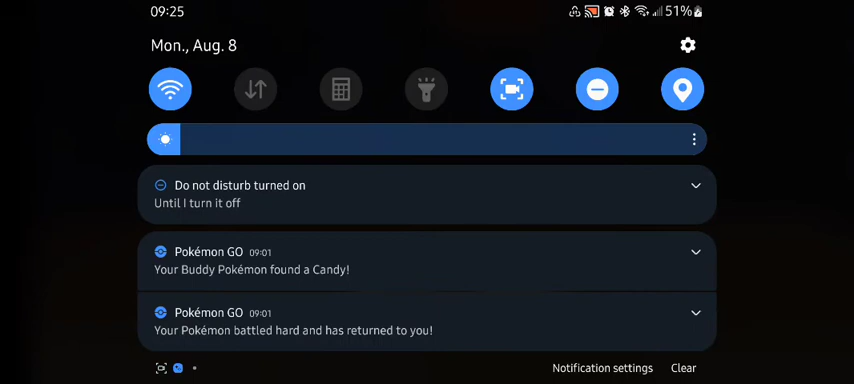 09:25
51%
Mon., Aug. 8
Do not disturb turned on
Until I turn it off
Pokémon GO 09:01
Your Buddy Pokémon found a Candy!
Pokémon GO 09:01
Your Pokémon battled hard and has returned to you!
Notification settings Clear